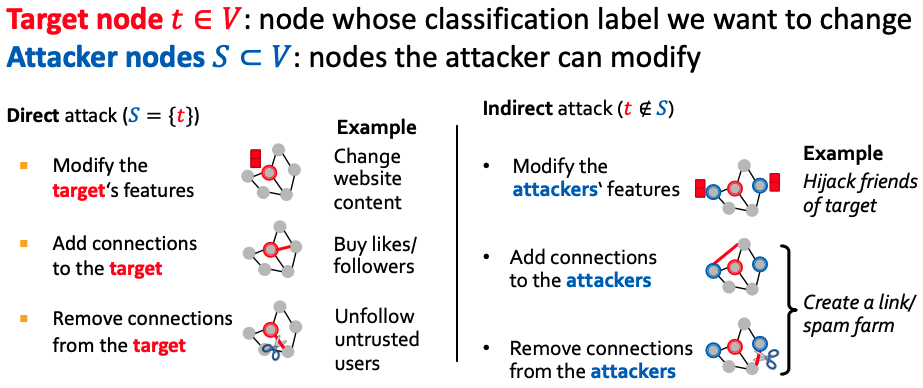 Target node t ∈ V: node whose classification label we want to change
Attacker nodes S ⊂ V: nodes the attacker can modify
Direct attack (S = {t})
Example
Modify the
target‘s features
Change
website
content
Add connections
to the target
Buy likes/
followers
Remove connections
from the target
Unfollow
untrusted
users
Indirect attack (t ∉ S)
Example
Modify the
attackers‘ features
Hijack friends
of target
Add connections
to the attackers
Create a link/
spam farm
Remove connections
from the attackers